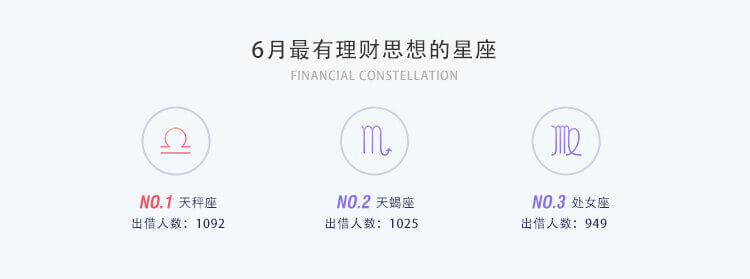 6月最有理财思想的星座
FINANCIAL CONSTELLATION
NO.1 天秤座
出借人数：1092
NO.2 天蝎座
出借人数：1025
NO.3 处女座
出借人数：949